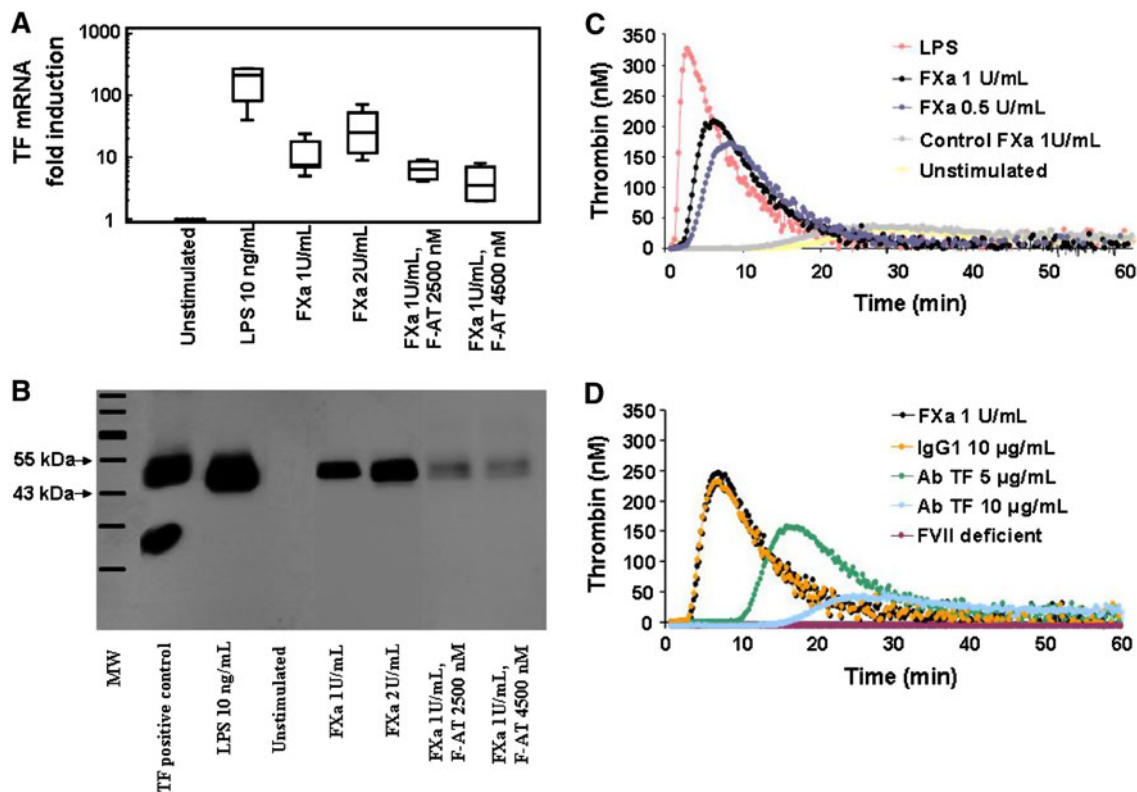 A
TF mRNA
fold induction
1000
100
10
1
Unstimulated
LPS 10 ng/mL
FXa 1U/mL
FXa 2U/mL
FXa 1U/mL,
F-AT 2500 nM
FXa 1U/mL,
F-AT 4500 nM
B
55 kDa
43 kDa
MW
TF positive control
LPS 10 ng/mL
Unstimulated
FXa 1U/mL
FXa 2U/mL
FXa 1U/mL,
F-AT 2500 nM
FXa 1U/mL,
F-AT 4500 nM
C
Thrombin (nM)
350
300
250
200
150
100
50
0
LPS
FXa 1 U/mL
FXa 0.5 U/mL
Control FXa 1U/mL
Unstimulated
0 10 20 30 40 50 60
Time (min)
D
Thrombin (nM)
350
300
250
200
150
100
50
0
FXa 1 U/mL
IgG1 10 µg/mL
Ab TF 5 µg/mL
Ab TF 10 µg/mL
FVII deficient
0 10 20 30 40 50 60
Time (min)